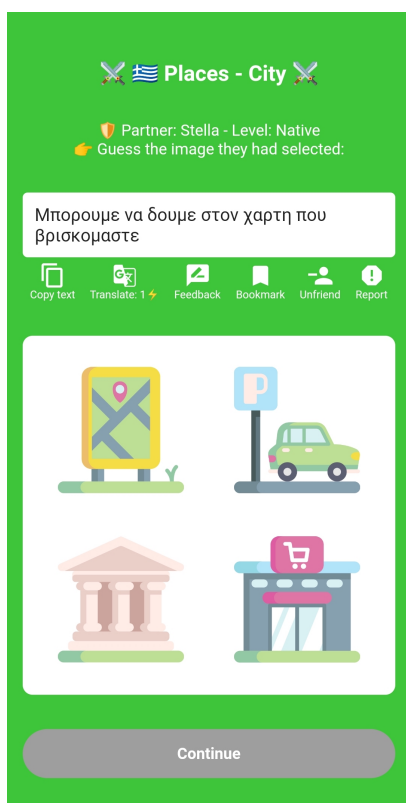 ⚔️ 🇬🇷 Places - City ⚔️
🛡️ Partner: Stella - Level: Native
👉 Guess the image they had selected:
Μπορουμε να δουμε στον χαρτη που
βρισκομαστε
Copy text Translate: 1⚡ Feedback Bookmark Unfriend Report
P
Continue